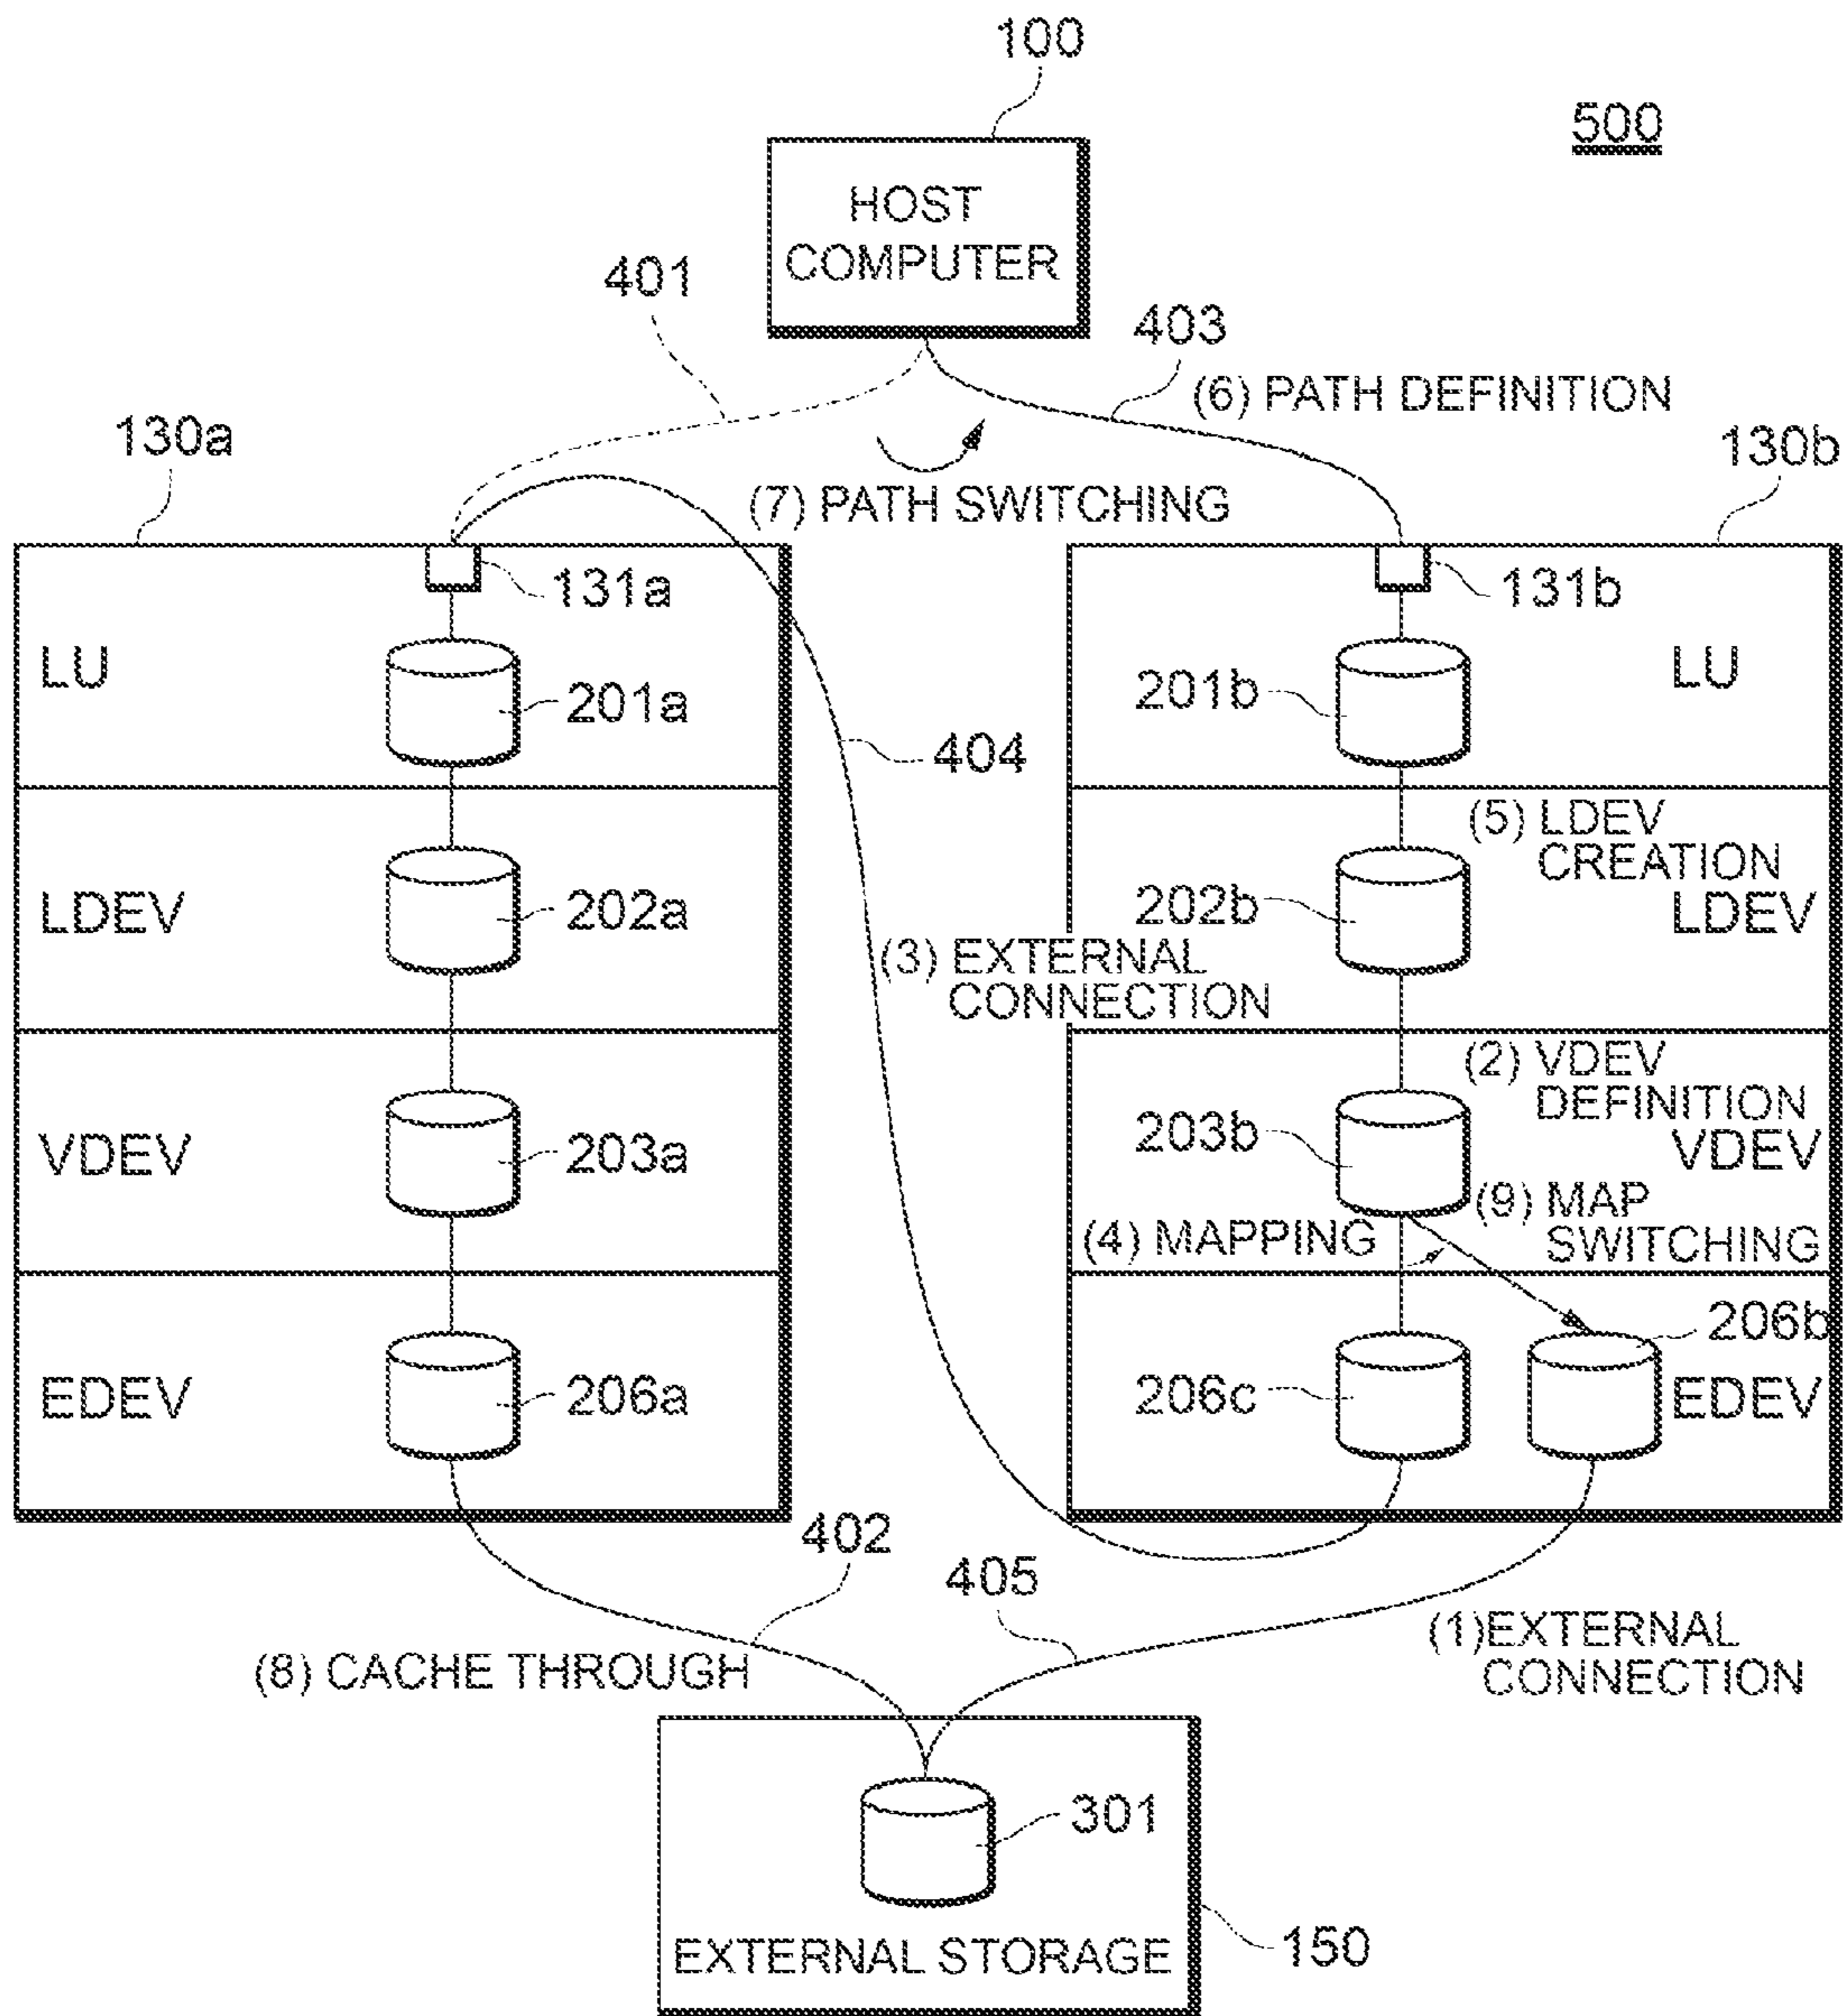 100
500
HOST
COMPUTER
401
403
(6) PATH DEFINITION
130a
130b
(7) PATH SWITCHING
131a
131b
LU
201a
201b
LU
404
(5) LDEV
CREATION
LDEV
202a
202b
LDEV
(3) EXTERNAL
CONNECTION
(2) VDEV
DEFINITION
VDEV
203a
203b
VDEV
(4) MAPPING
(9) MAP
SWITCHING
206b
EDEV
206a
206c
EDEV
402
405
(1)EXTERNAL
CONNECTION
(8) CACHE THROUGH
301
EXTERNAL STORAGE
150